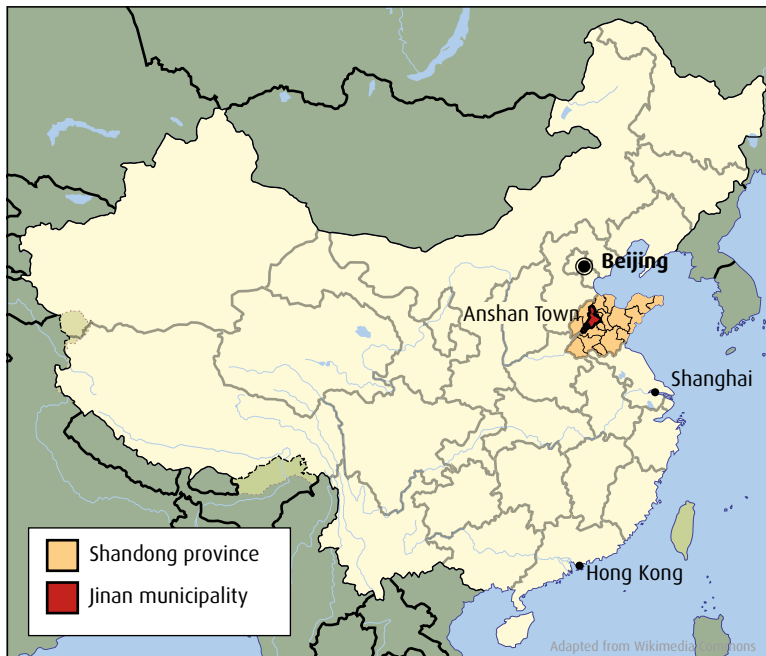 Beijing
Anshan Town
Shanghai
Hong Kong
Shandong province
Jinan municipality
Adapted from Wikimedia Commons